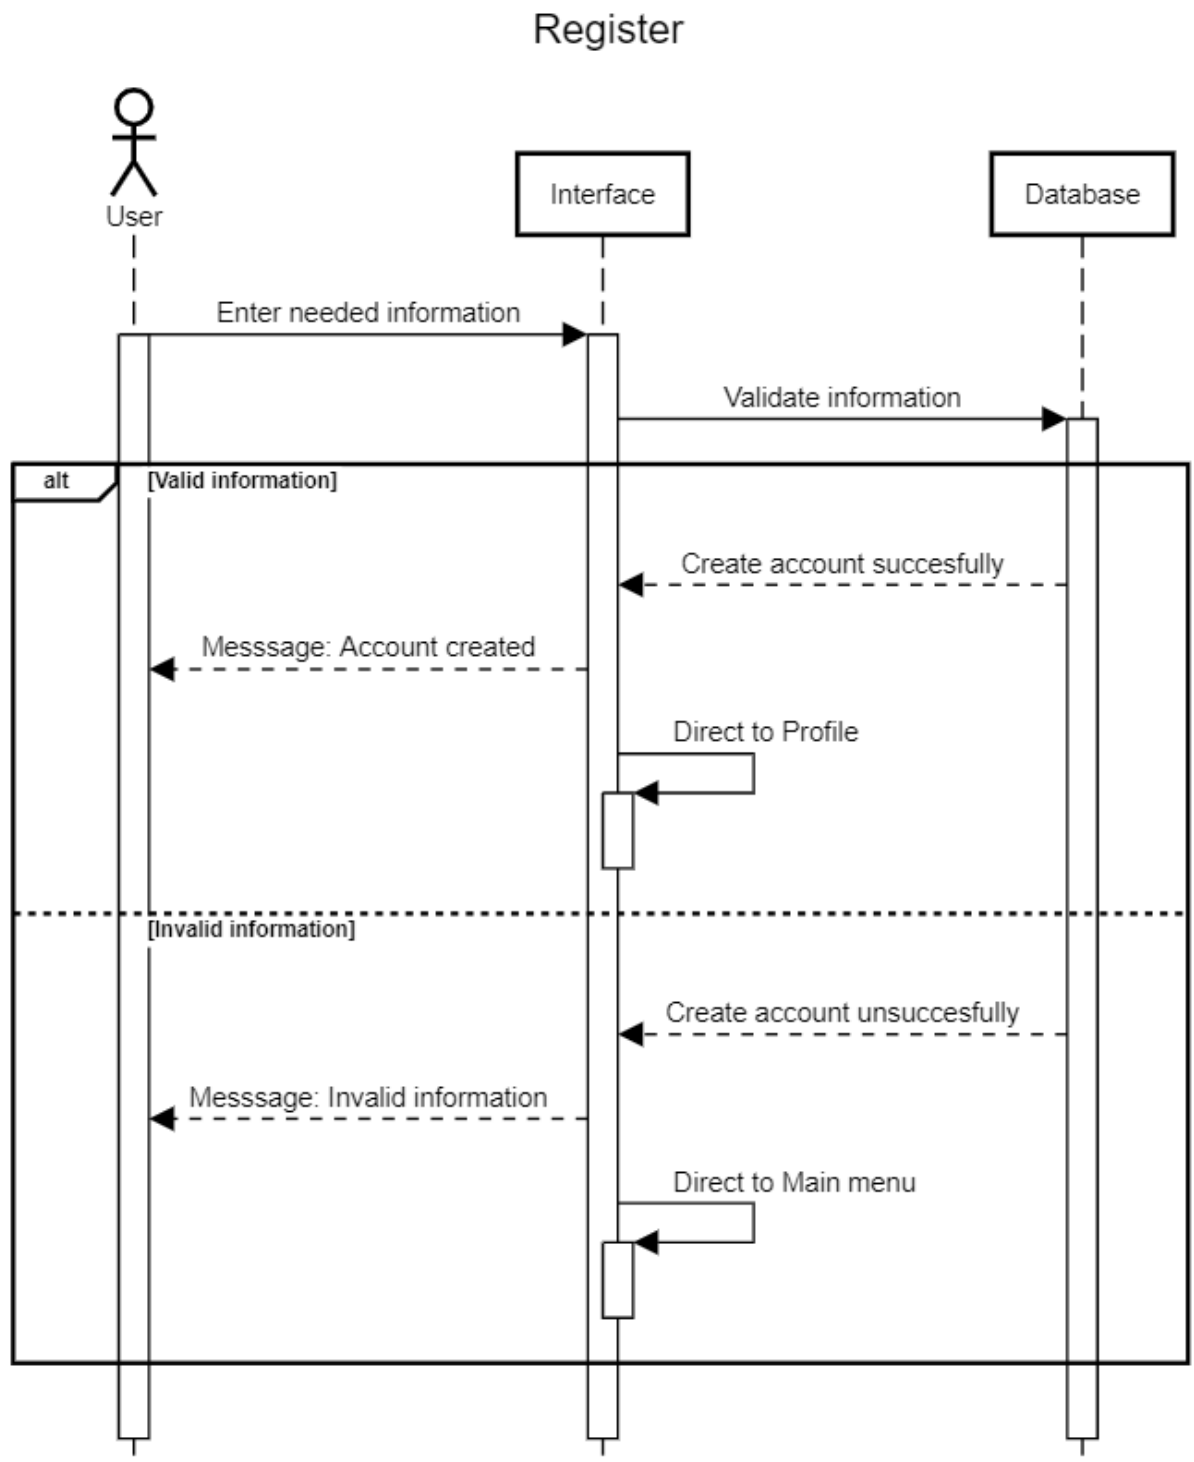 Register
User
Interface
Database
Enter needed information
Validate information
alt
[Valid information]
Create account succesfully
Messsage: Account created
Direct to Profile
[Invalid information]
Create account unsuccesfully
Messsage: Invalid information
Direct to Main menu